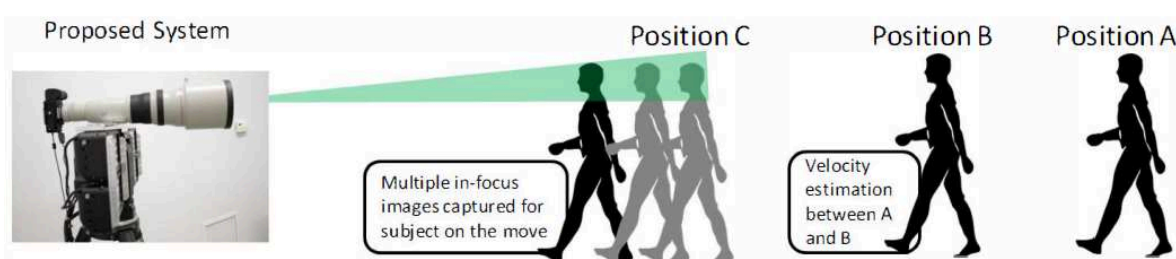 Proposed System
Position C
Position B
Position A
Multiple in-focus
images captured for
subject on the move
Velocity
estimation
between A
and B